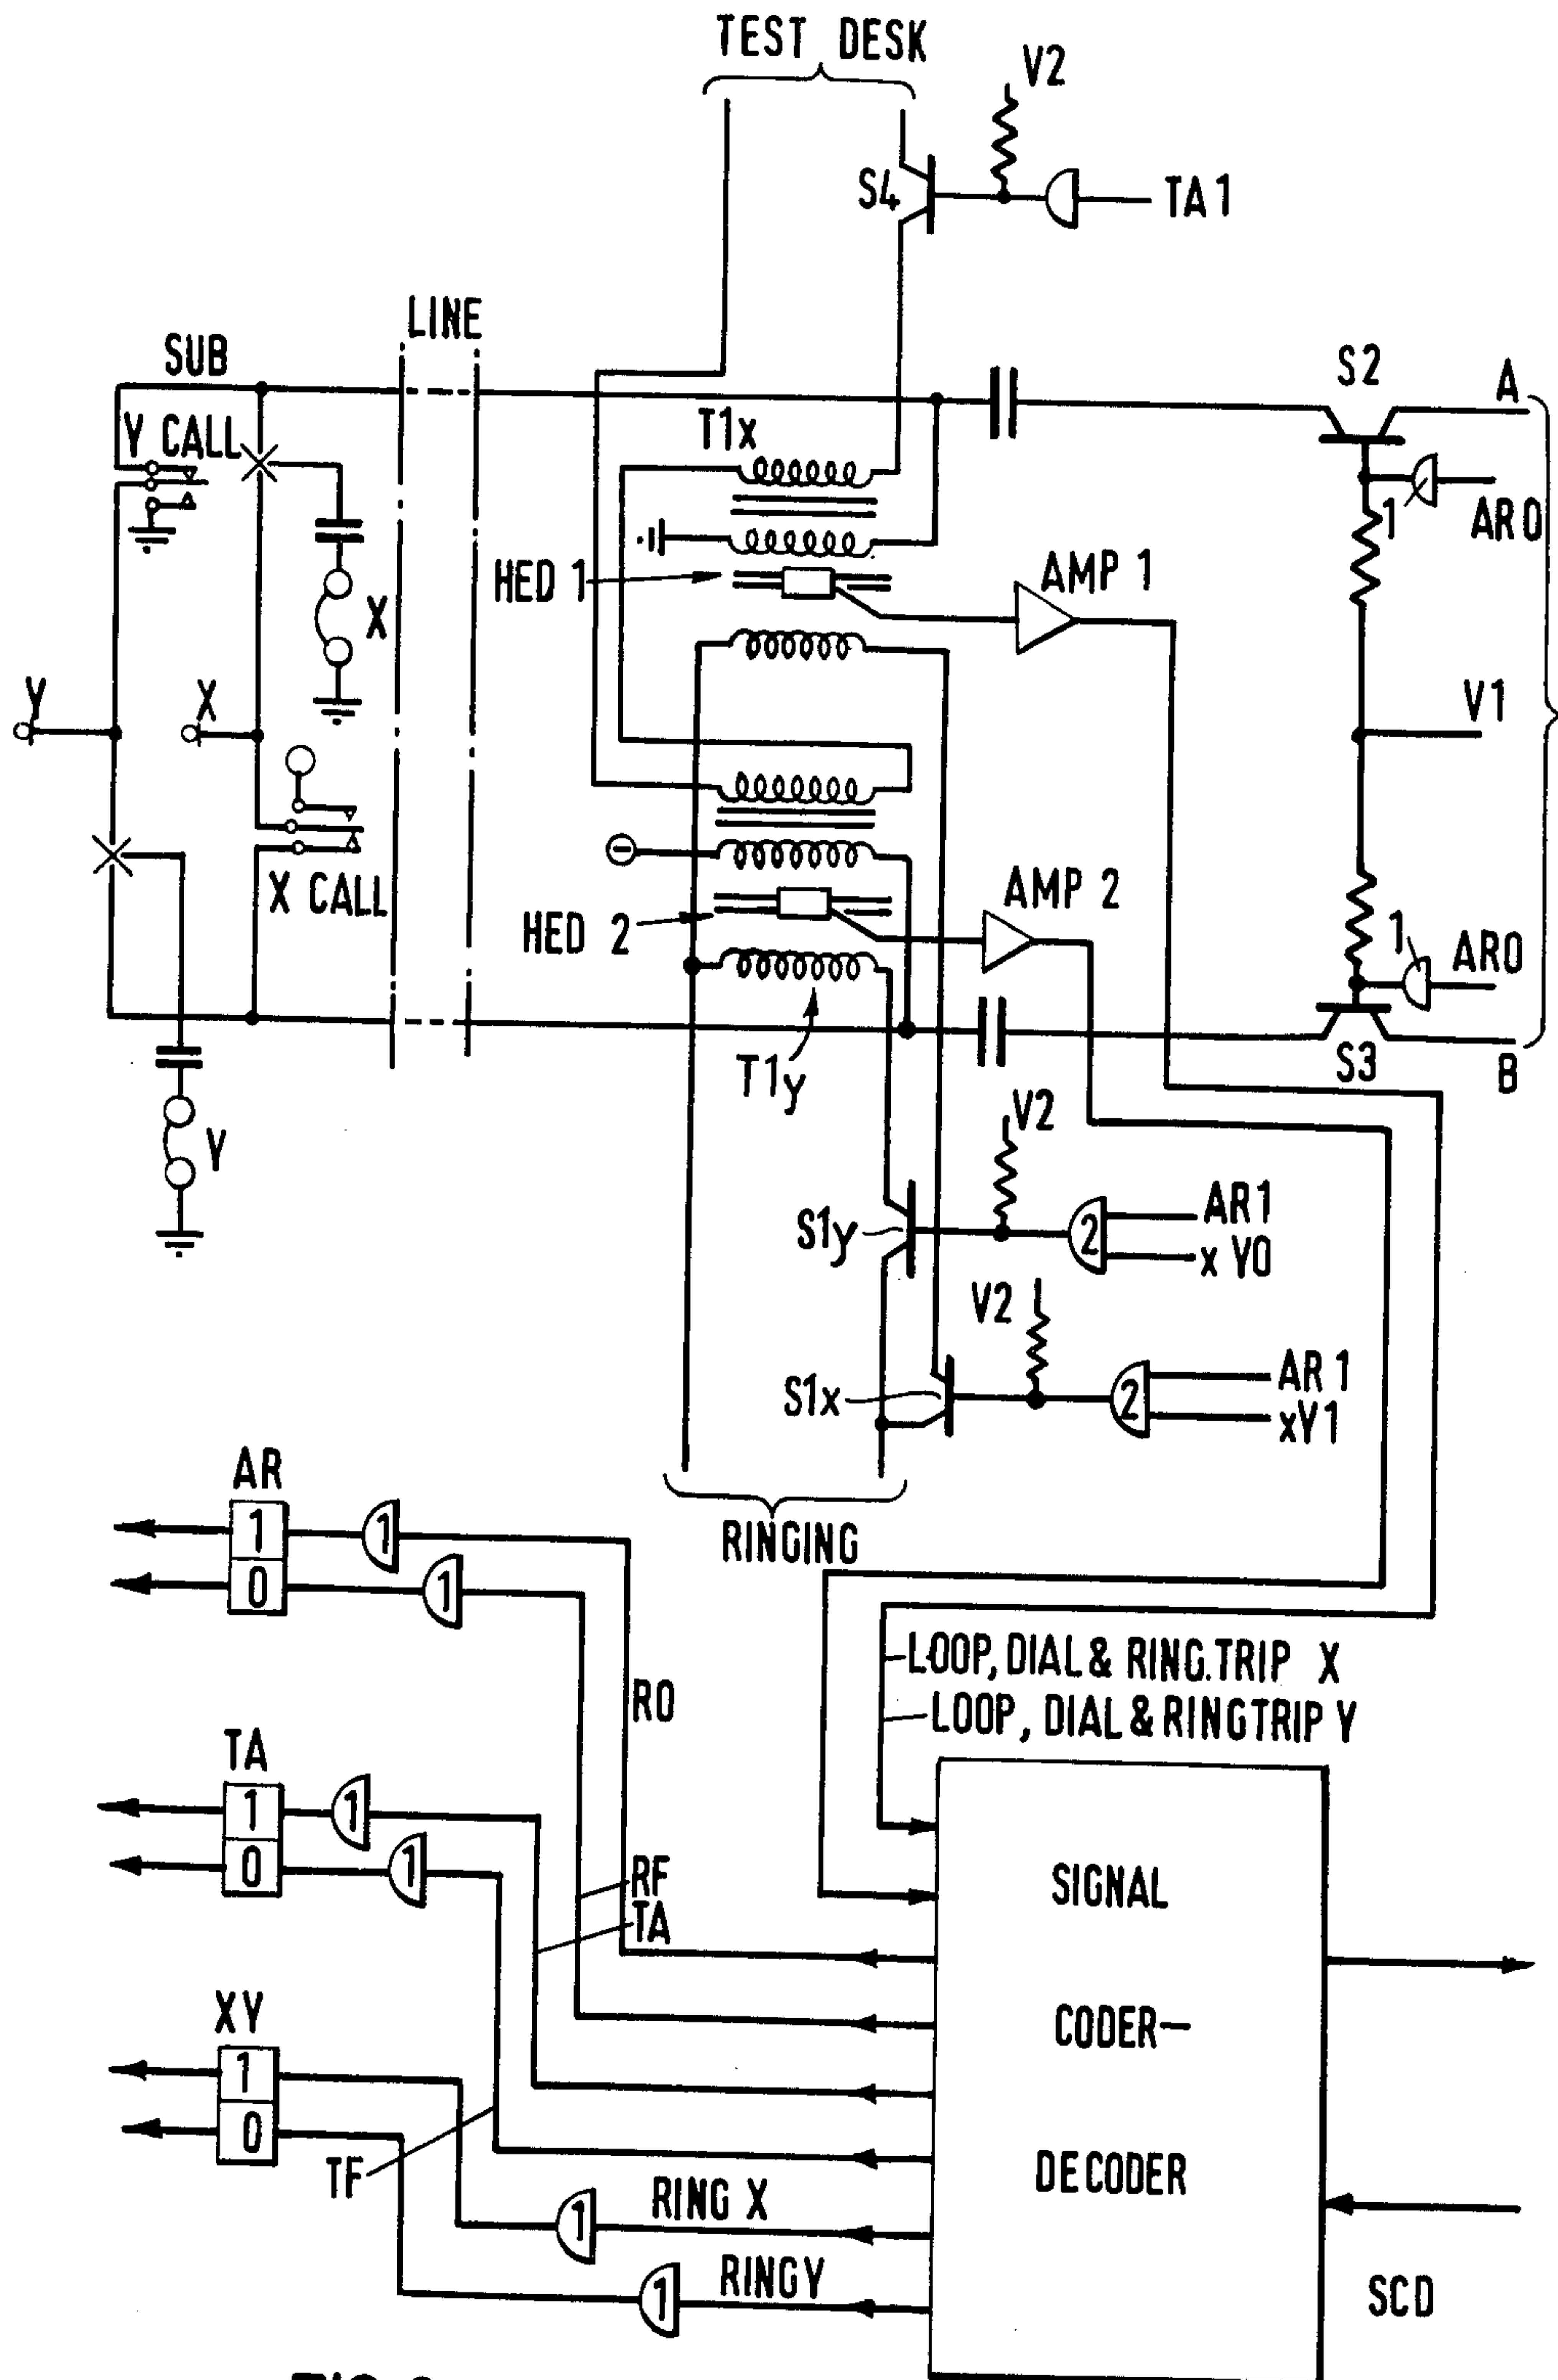 TEST DESK
V2
S4
TA1
LINE
SUB
S2
A
Y CALL
T1x
1
AR0
HED 1
AMP 1
X
Y
X
V1
X CALL
AMP 2
HED 2
1
AR0
T1y
S3
B
V2
Y
S1y
2
AR1
x Y0
V2
S1x
2
AR1
xY1
AR
1
1
0
1
RINGING
LOOP, DIAL & RING.TRIP X
LOOP, DIAL & RINGTRIP Y
RO
TA
1
1
0
1
RF
TA
SIGNAL
CODER—
DECODER
XY
1
0
TF
1
RING X
1
RINGY
SCD